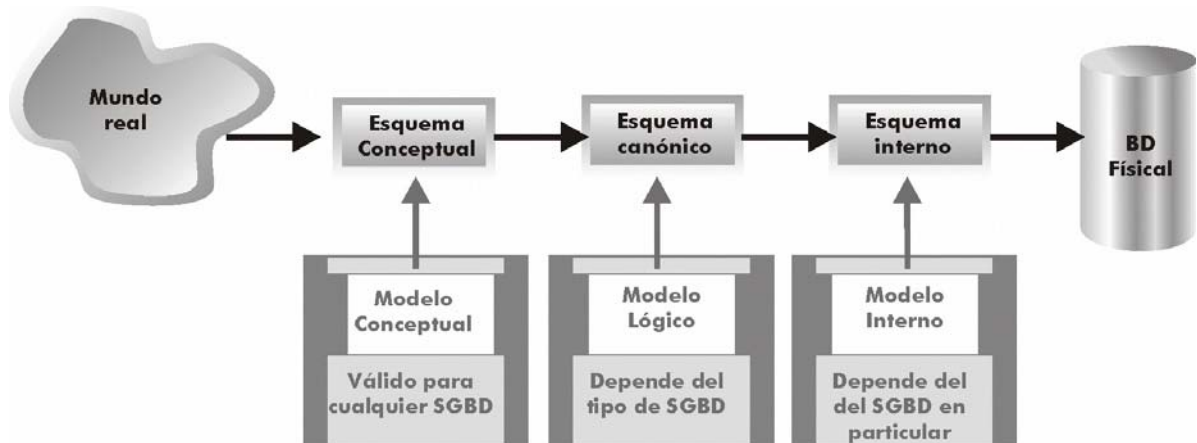 Mundo
real
Esquema
Conceptual
Esquema
canónico
Esquema
interno
BD
Físical
Modelo
Conceptual
Modelo
Lógico
Modelo
Interno
Válido para
cualquier SGBD
Depende del
tipo de SGBD
Depende del
del SGBD en
particular